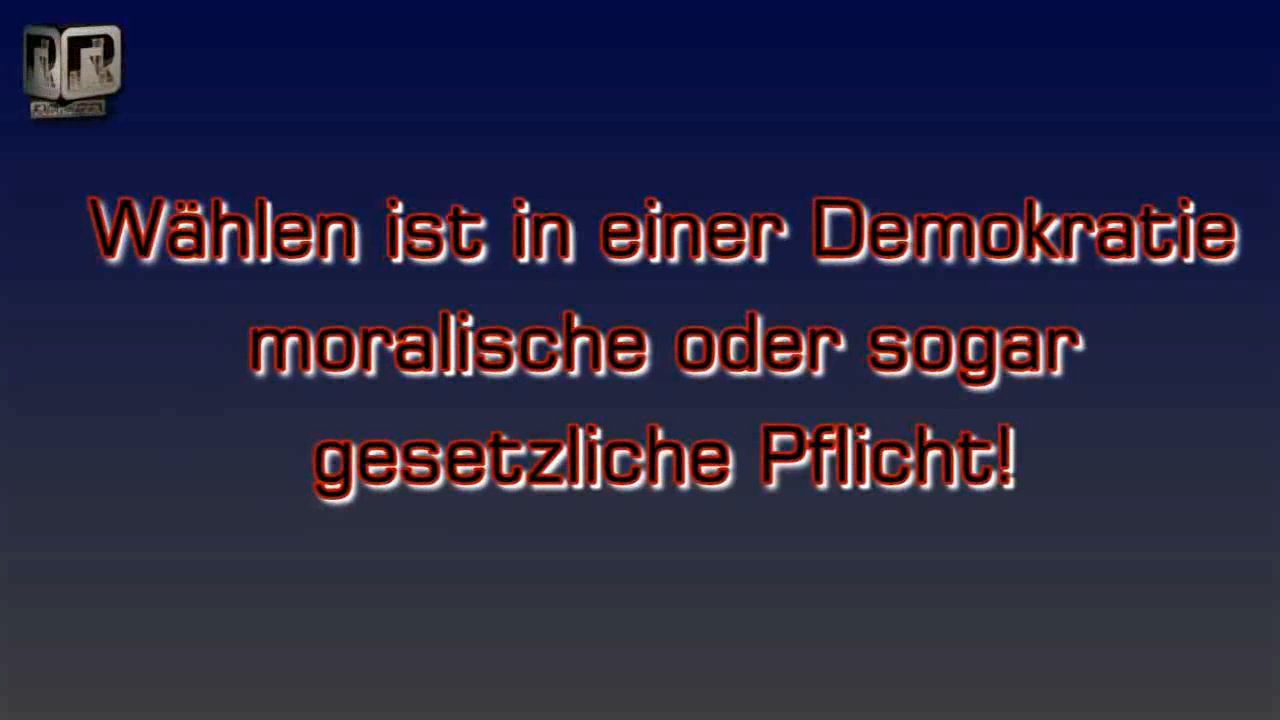 Wählen ist in einer Demokratie
moralische oder sogar
gesetzliche Pflicht!